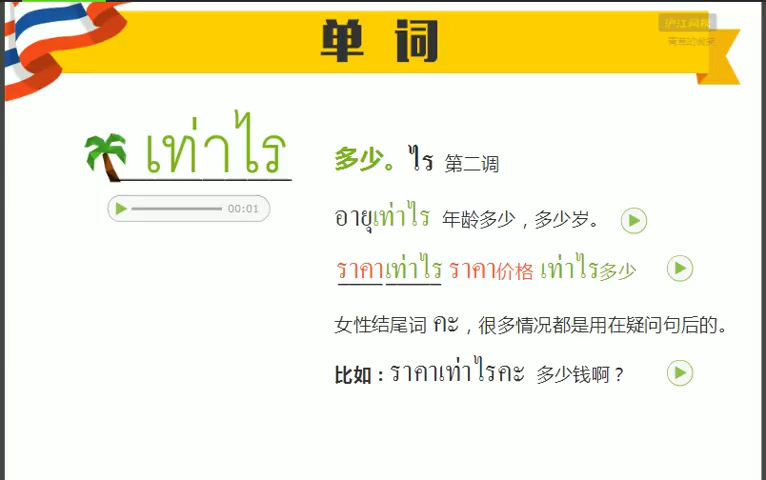 单 词
沪江网校
เท่าไร
00:01
多少。ไร 第二调
อายุเท่าไร 年龄多少，多少岁。
ราคาเท่าไร ราคา价格 เท่าไร多少
女性结尾词 คะ，很多情况都是用在疑问句后的。
比如：ราคาเท่าไรคะ 多少钱啊？